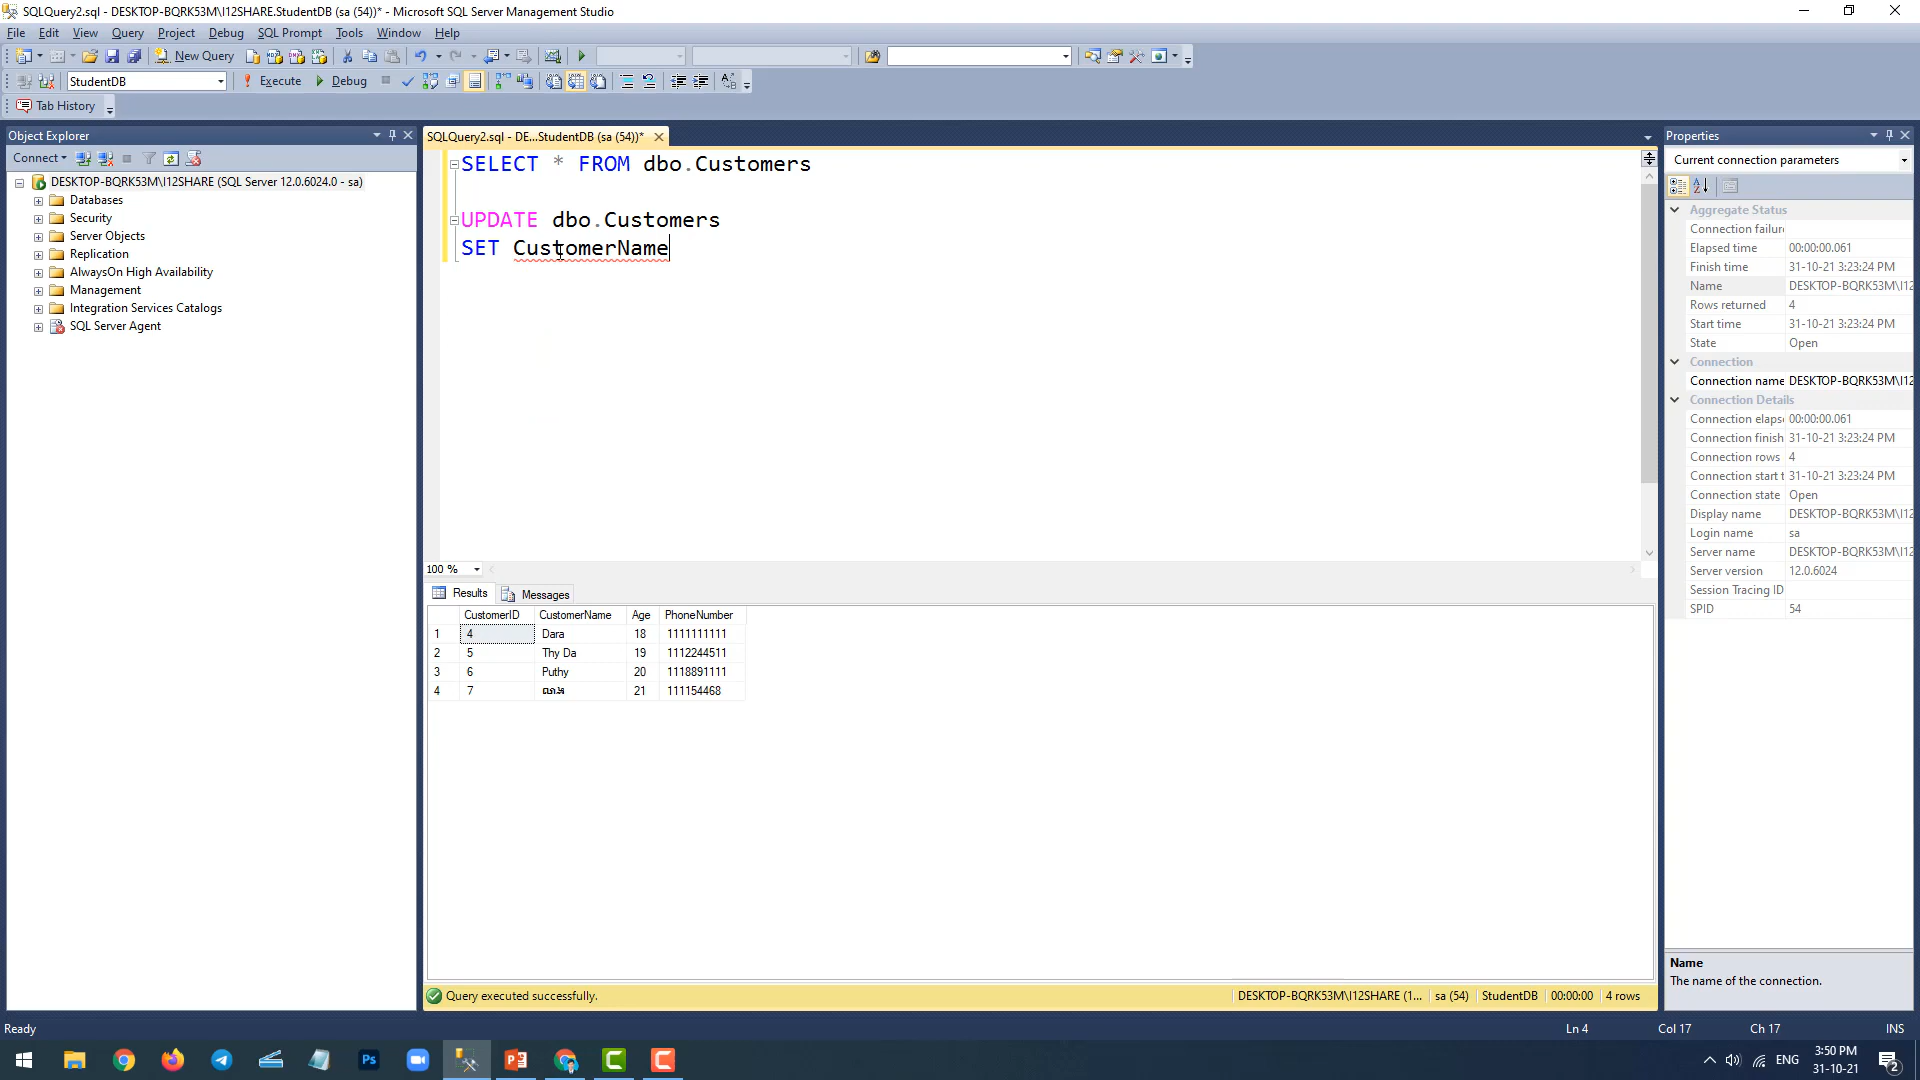 SQLQuery2.sql - DESKTOP-BQRK53M\I12SHARE.StudentDB (sa (54))* - Microsoft SQL Server Management Studio
File Edit View Query Project Debug SQL Prompt Tools Window Help
New Query
StudentDB Execute Debug
Tab History
Object Explorer
Connect
DESKTOP-BQRK53M\I12SHARE (SQL Server 12.0.6024.0 - sa)
Databases
Security
Server Objects
Replication
AlwaysOn High Availability
Management
Integration Services Catalogs
SQL Server Agent
SQLQuery2.sql - DE...StudentDB (sa (54))*
SELECT * FROM dbo.Customers
UPDATE dbo.Customers
SET CustomerName
100 %
Results Messages
CustomerID CustomerName Age PhoneNumber
1 4 Dara 18 1111111111
2 5 Thy Da 19 1112244511
3 6 Puthy 20 1118891111
4 7 21 111154468
Query executed successfully. DESKTOP-BQRK53M\I12SHARE (1... sa (54) StudentDB 00:00:00 4 rows
Properties
Current connection parameters
Aggregate Status
Connection failure
Elapsed time 00:00:00.061
Finish time 31-10-21 3:23:24 PM
Name DESKTOP-BQRK53M\I12
Rows returned 4
Start time 31-10-21 3:23:24 PM
State Open
Connection
Connection name DESKTOP-BQRK53M\I12
Connection Details
Connection elaps 00:00:00.061
Connection finish 31-10-21 3:23:24 PM
Connection rows 4
Connection start t 31-10-21 3:23:24 PM
Connection state Open
Display name DESKTOP-BQRK53M\I12
Login name sa
Server name DESKTOP-BQRK53M\I12
Server version 12.0.6024
Session Tracing ID
SPID 54
Name
The name of the connection.
Ready Ln 4 Col 17 Ch 17 INS
ENG 3:50 PM
31-10-21 2